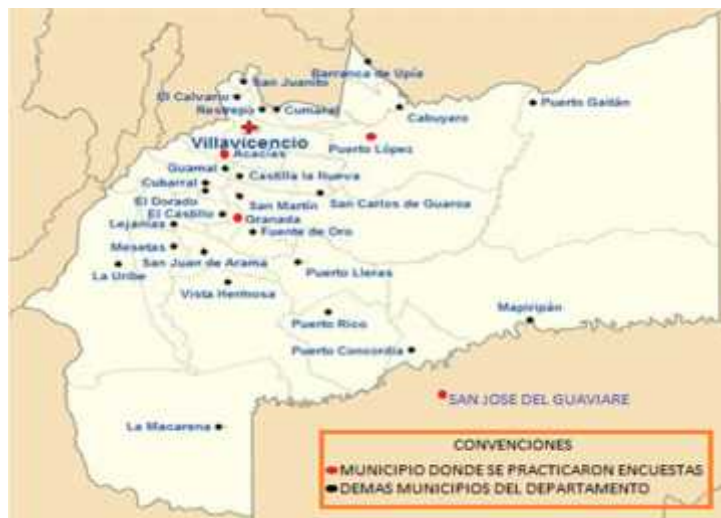 Barranca de Upía
San Juanito
El Calvario
Restrepo
Cumaral
Cabuyaro
Puerto Gaitán
Villavicencio
Puerto López
Acacías
Guamal
Castilla la Nueva
Cubarral
El Dorado
San Martín
San Carlos de Guaroa
El Castillo
Granada
Lejanías
Fuente de Oro
Mesetas
San Juan de Arama
La Uribe
Puerto Lleras
Vista Hermosa
Mapiripán
Puerto Rico
Puerto Concordia
SAN JOSE DEL GUAVIARE
La Macarena
CONVENCIONES
MUNICIPIO DONDE SE PRACTICARON ENCUESTAS
DEMAS MUNICIPIOS DEL DEPARTAMENTO